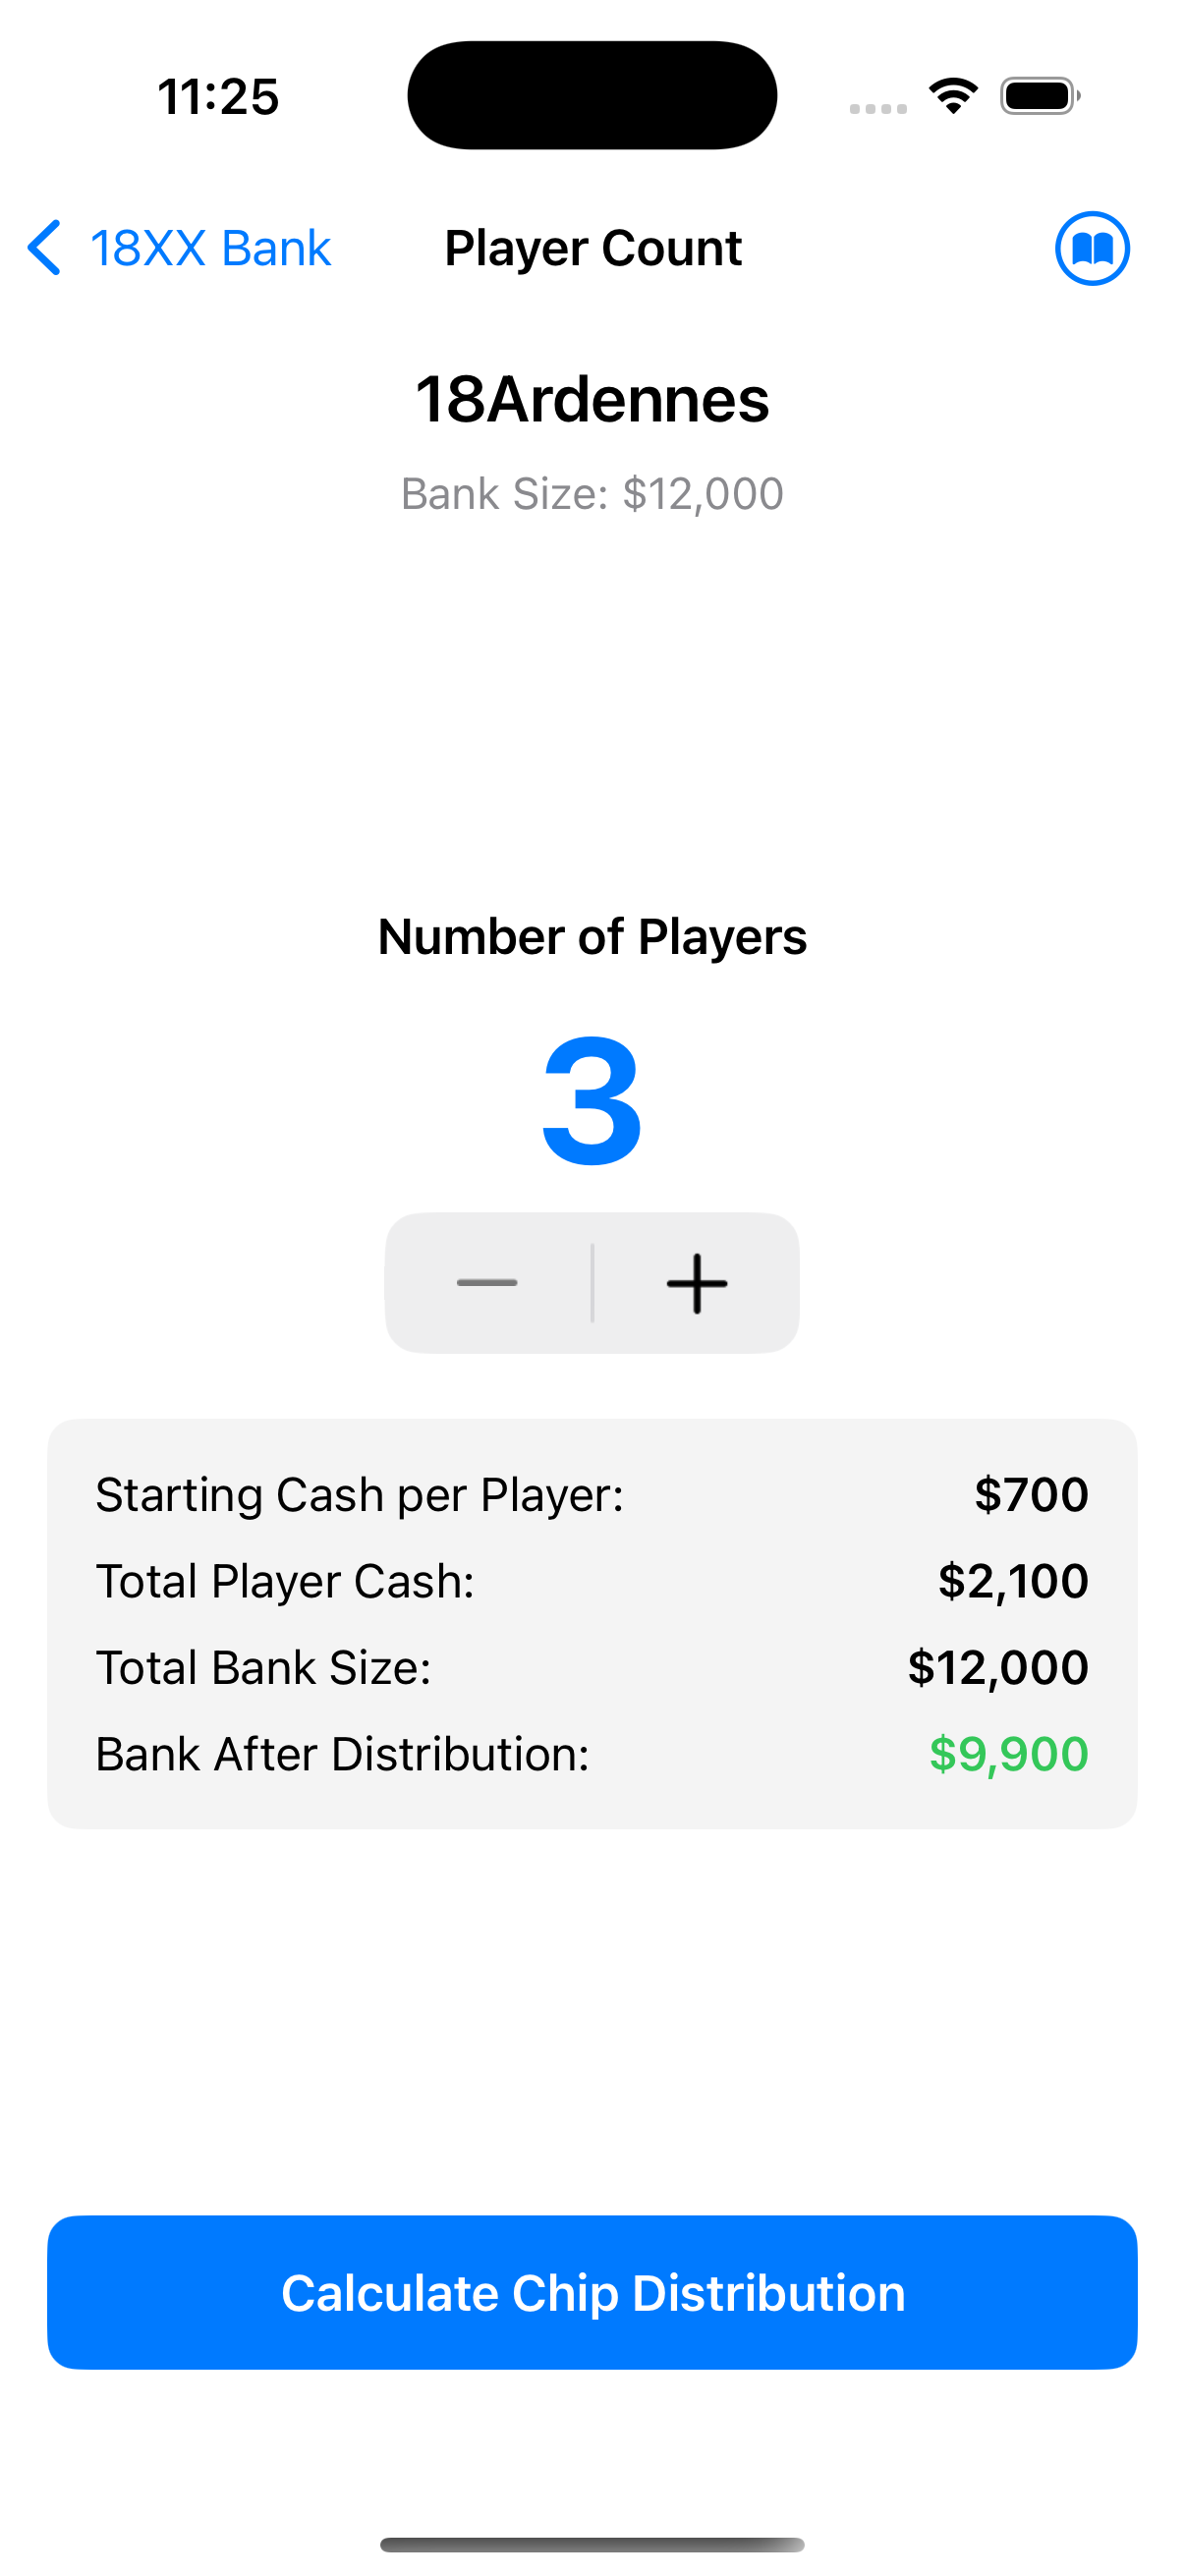 11:25
18XX Bank Player Count
18Ardennes
Bank Size: $12,000
Number of Players
3
Starting Cash per Player: $700
Total Player Cash: $2,100
Total Bank Size: $12,000
Bank After Distribution: $9,900
Calculate Chip Distribution